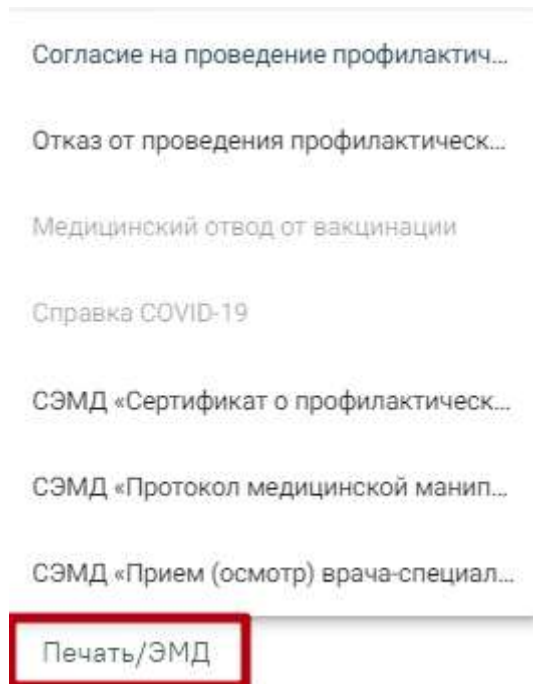 Согласие на проведение профилактич...
Отказ от проведения профилактическ...
Медицинский отвод от вакцинации
Справка COVID-19
СЭМД «Сертификат о профилактическ...
СЭМД «Протокол медицинской манип...
СЭМД «Прием (осмотр) врача-специал...
Печать/ЭМД